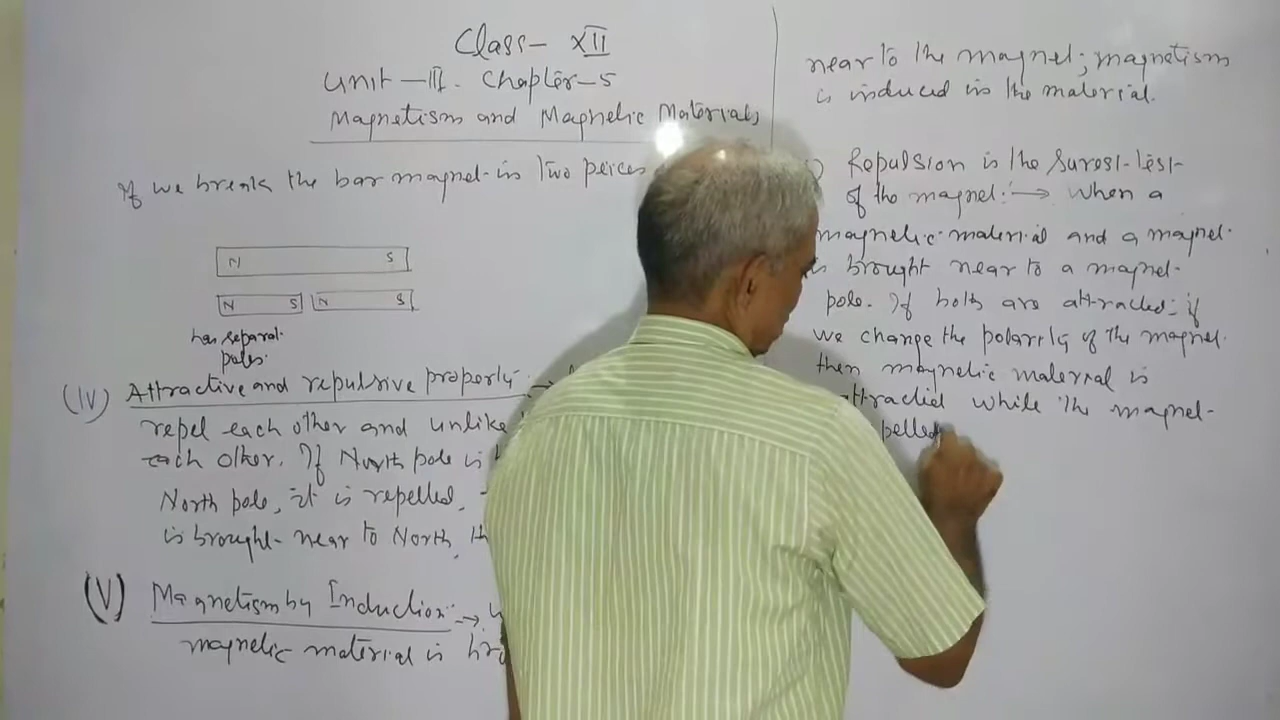 Class- XII
Unit-III. Chapter-5
Magnetism and Magnetic Materials
If we break the bar magnet in Two peices
N S
N S N S
has separat
poles.
(IV) Attractive and repulsive property:→
repel each other and unlike
each other. If North pole is
North pole, it is repelled,
is brought near to North,
(V) Magnetism by Induction:→
magnetic material is
near to the magnet; magnetism
is induced in the material.
Repulsion is the Surest test
of the magnet:→ When a
magnetic material and a magnet
is brought near to a magnet
pole. If both are attracted; if
we change the polarity of the magnet
then magnetic material is
attracted while the magnet
pelled